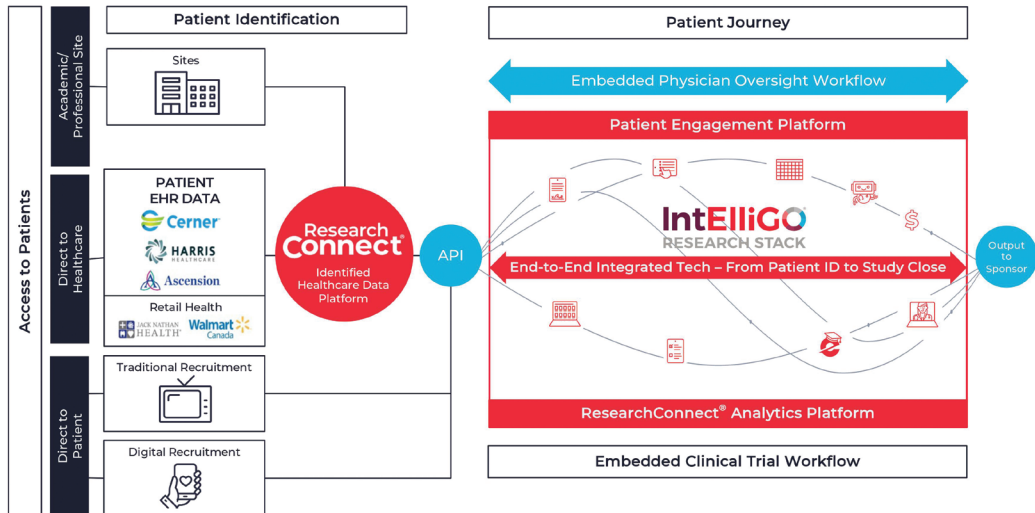 Patient Identification
Patient Journey
Access to Patients
Academic/
Professional Site
Sites
Direct to
Healthcare
PATIENT
EHR DATA
Cerner
HARRIS
HEALTHCARE
Ascension
Retail Health
JACK NATHAN
HEALTH
Walmart
Canada
Direct to
Patient
Traditional Recruitment
Digital Recruitment
Research
Connect®
Identified
Healthcare Data
Platform
API
Embedded Physician Oversight Workflow
Patient Engagement Platform
IntElliGO
RESEARCH STACK
End-to-End Integrated Tech – From Patient ID to Study Close
$
Output
to
Sponsor
ResearchConnect® Analytics Platform
Embedded Clinical Trial Workflow